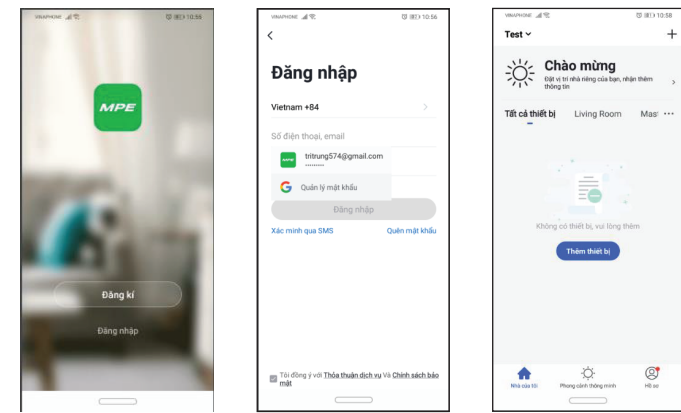 VINAPHONE 10:55
MPE
Đăng kí
Đăng nhập
VINAPHONE 10:56
Đăng nhập
Vietnam +84
Số điện thoại, email
MPE
tritrung574@gmail.com
Quản lý mật khẩu
Đăng nhập
Xác minh qua SMS Quên mật khẩu
Tôi đồng ý với Thỏa thuận dịch vụ Và Chính sách bảo
mật
VINAPHONE 10:58
Test
Chào mừng
Đặt vị trí nhà riêng của bạn, nhận thêm
thông tin
Tất cả thiết bị Living Room Mas
Không có thiết bị, vui lòng thêm
Thêm thiết bị
Nhà của tôi Phong cảnh thông minh Hồ sơ